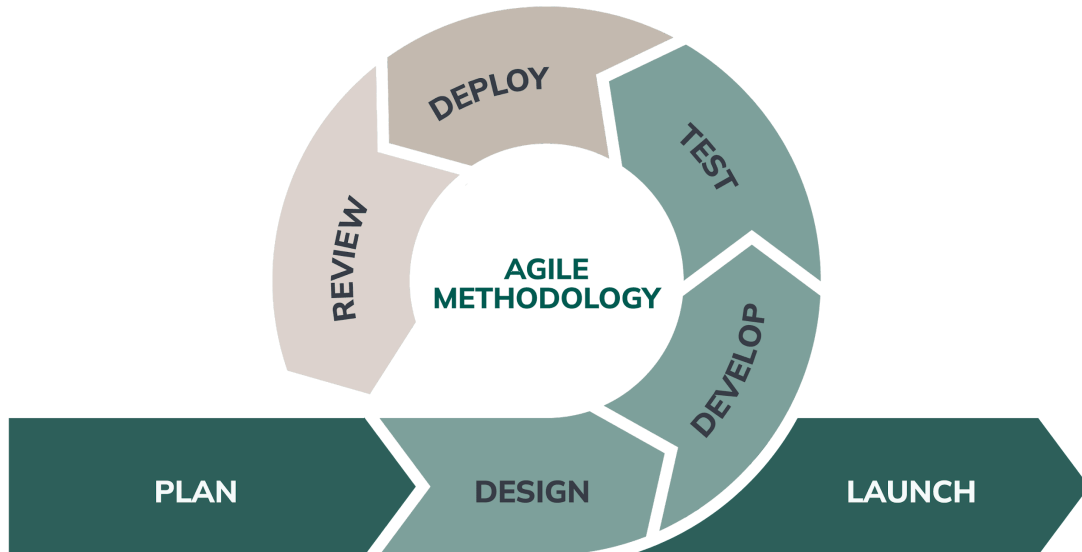 AGILE
METHODOLOGY
PLAN
DESIGN
DEVELOP
TEST
DEPLOY
REVIEW
LAUNCH